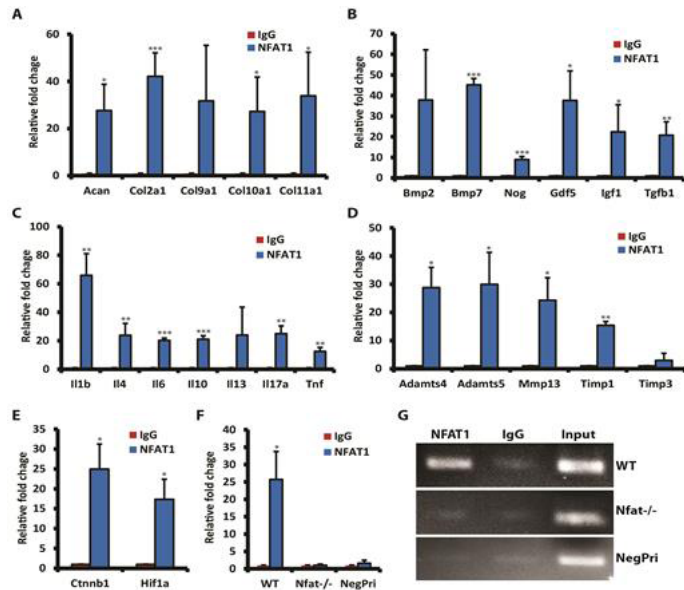 A
IgG
NFAT1
Relative fold chage
60
40
20
0
Acan Col2a1 Col9a1 Col10a1 Col11a1
* *** * *
B
IgG
NFAT1
Relative fold chage
70
60
50
40
30
20
10
0
Bmp2 Bmp7 Nog Gdf5 Igf1 Tgfb1
*** *** * * **
C
IgG
NFAT1
Relative fold chage
100
80
60
40
20
0
Il1b Il4 Il6 Il10 Il13 Il17a Tnf
** ** *** *** ** **
D
IgG
NFAT1
Relative fold chage
50
40
30
20
10
0
Adamts4 Adamts5 Mmp13 Timp1 Timp3
* * * **
E
IgG
NFAT1
Relative fold chage
35
30
25
20
15
10
5
0
Ctnnb1 Hif1a
* *
F
IgG
NFAT1
Relative fold chage
40
35
30
25
20
15
10
5
0
WT Nfat-/- NegPri
*
G
NFAT1 IgG Input
WT
Nfat-/-
NegPri